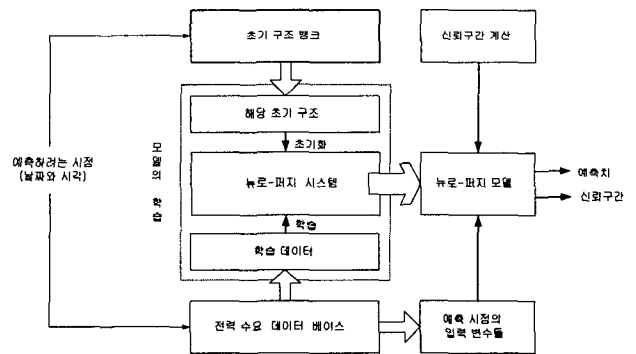 초기 구조 뱅크
신뢰구간 계산
해당 초기 구조
초기화
모델의 학습
예측하려는 시점
(날짜와 시각)
뉴로-퍼지 시스템
뉴로-퍼지 모델
예측치
신뢰구간
학습
학습 데이터
전력 수요 데이터 베이스
예측 시점의
입력 변수들